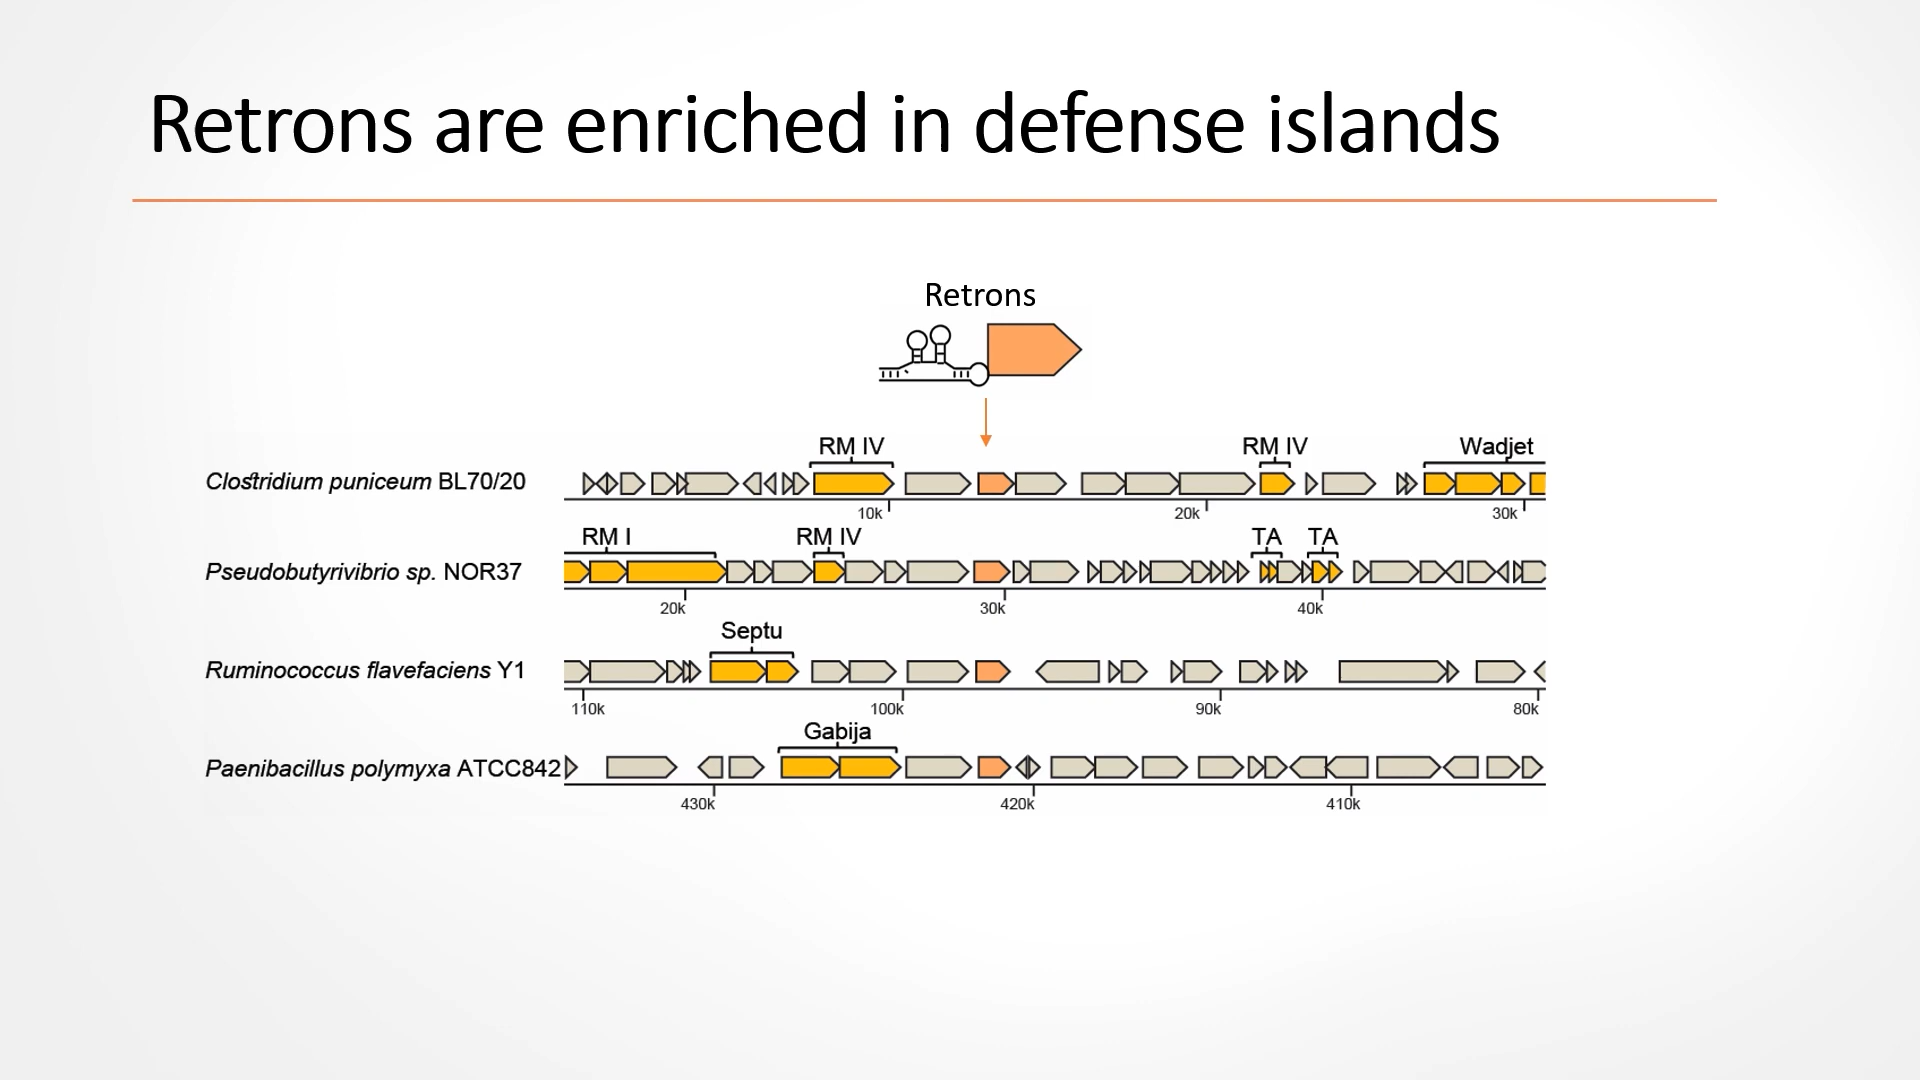 Retrons are enriched in defense islands
Retrons
RM IV RM IV Wadjet
Clostridium puniceum BL70/20
10k 20k 30k
RM I RM IV TA TA
Pseudobutyrivibrio sp. NOR37
20k 30k 40k
Septu
Ruminococcus flavefaciens Y1
110k 100k 90k 80k
Gabija
Paenibacillus polymyxa ATCC842
430k 420k 410k